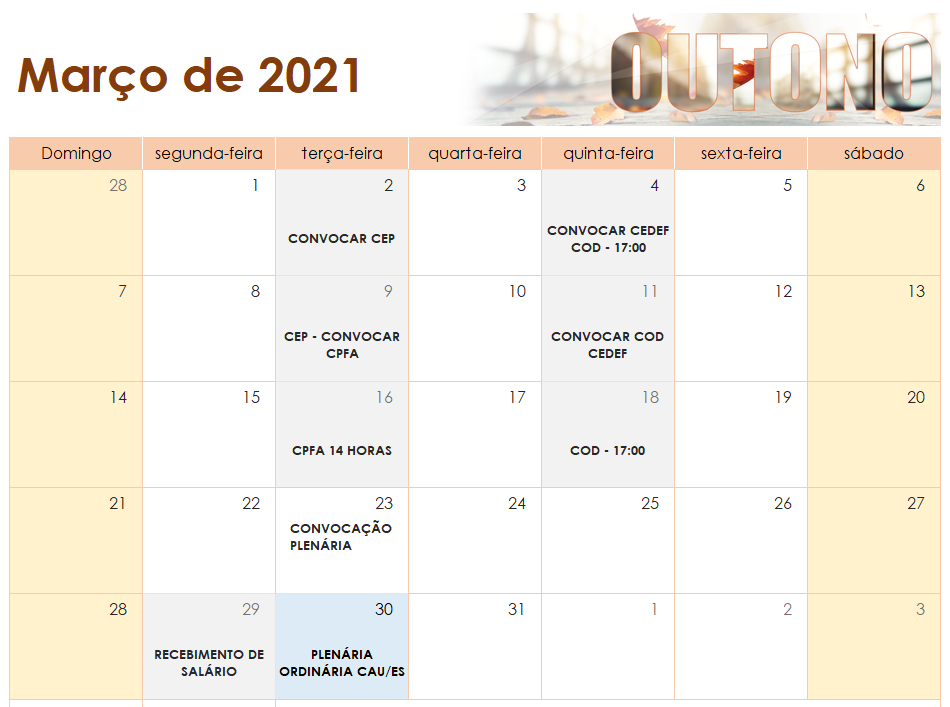 OUTONO
Março de 2021
Domingo segunda-feira terça-feira quarta-feira quinta-feira sexta-feira sábado
28 1 2 3 4 5 6
CONVOCAR CEP
CONVOCAR CEDEF
COD - 17:00
7 8 9 10 11 12 13
CEP - CONVOCAR
CPFA
CONVOCAR COD
CEDEF
14 15 16 17 18 19 20
CPFA 14 HORAS
COD - 17:00
21 22 23 24 25 26 27
CONVOCAÇÃO
PLENÁRIA
28 29 30 31 1 2 3
RECEBIMENTO DE
SALÁRIO
PLENÁRIA
ORDINÁRIA CAU/ES